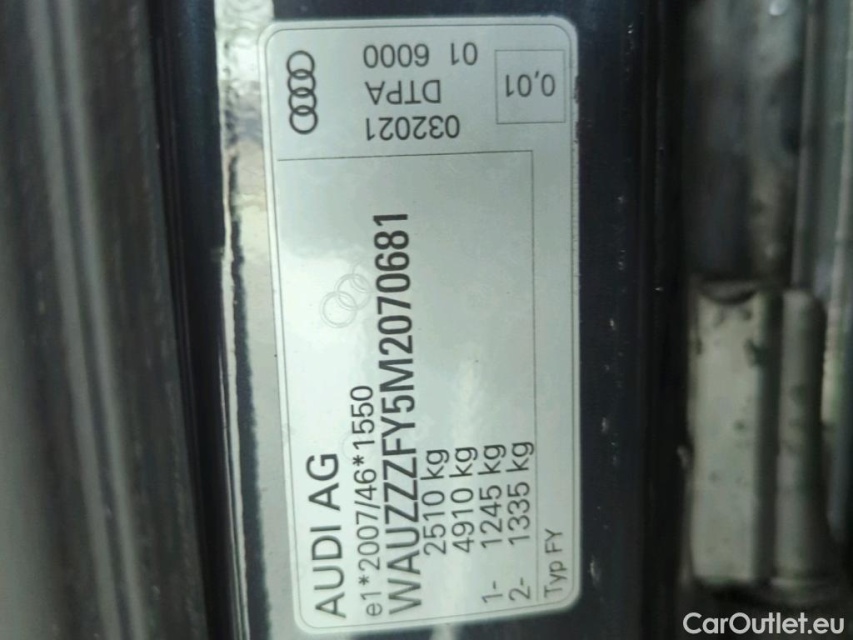 AUDI AG
e1*2007/46*1550
WAUZZZFY5M2070681
2510 kg
4910 kg
1- 1245 kg
2- 1335 kg
Typ FY
032021
DTPA
01 6000
0,01
CarOutlet.eu